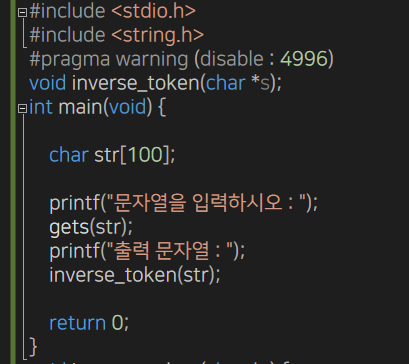 #include <stdio.h>
#include <string.h>
#pragma warning (disable : 4996)
void inverse_token(char *s);
int main(void) {
char str[100];
printf("문자열을 입력하시오 : ");
gets(str);
printf("출력 문자열 : ");
inverse_token(str);
return 0;
}